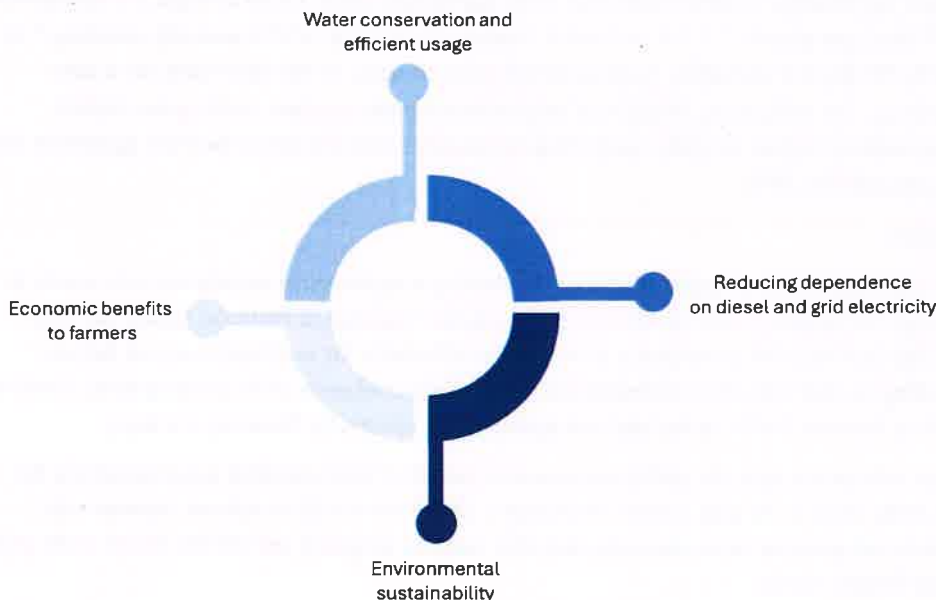 Water conservation and
efficient usage
Reducing dependence
on diesel and grid electricity
Economic benefits
to farmers
Environmental
sustainability